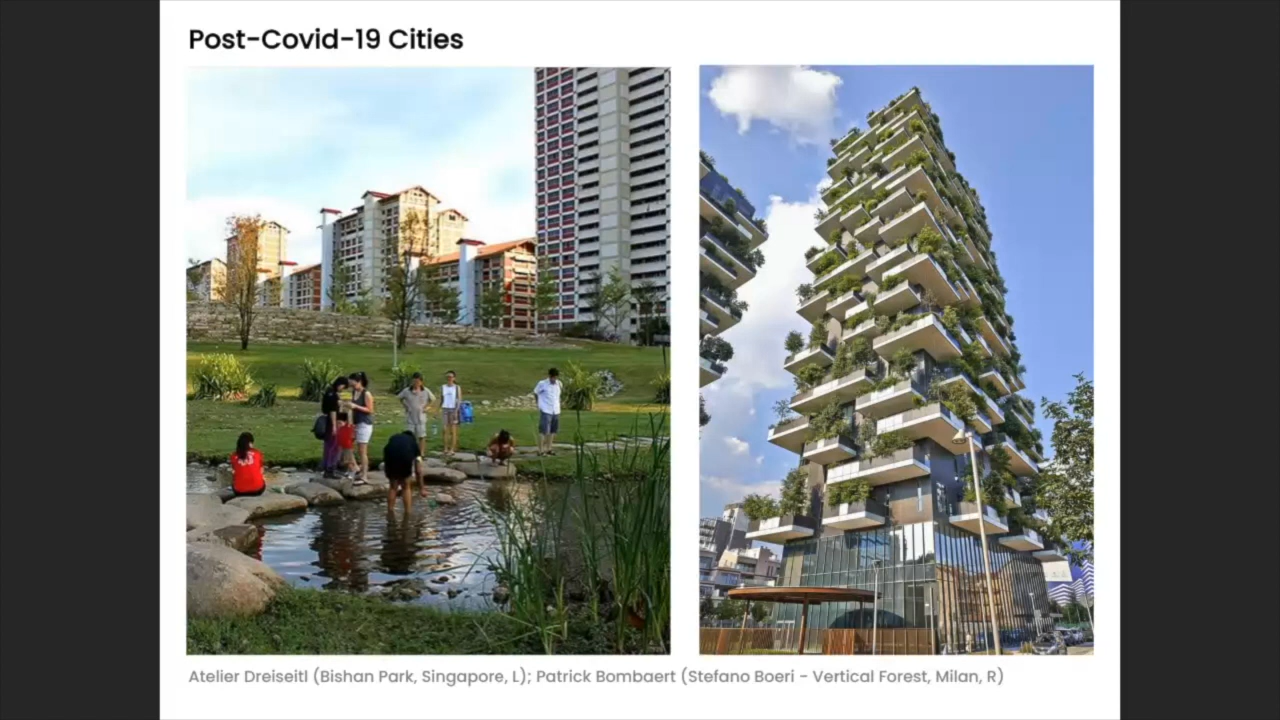 Post-Covid-19 Cities
Atelier Dreiseitl (Bishan Park, Singapore, L); Patrick Bombaert (Stefano Boeri - Vertical Forest, Milan, R)